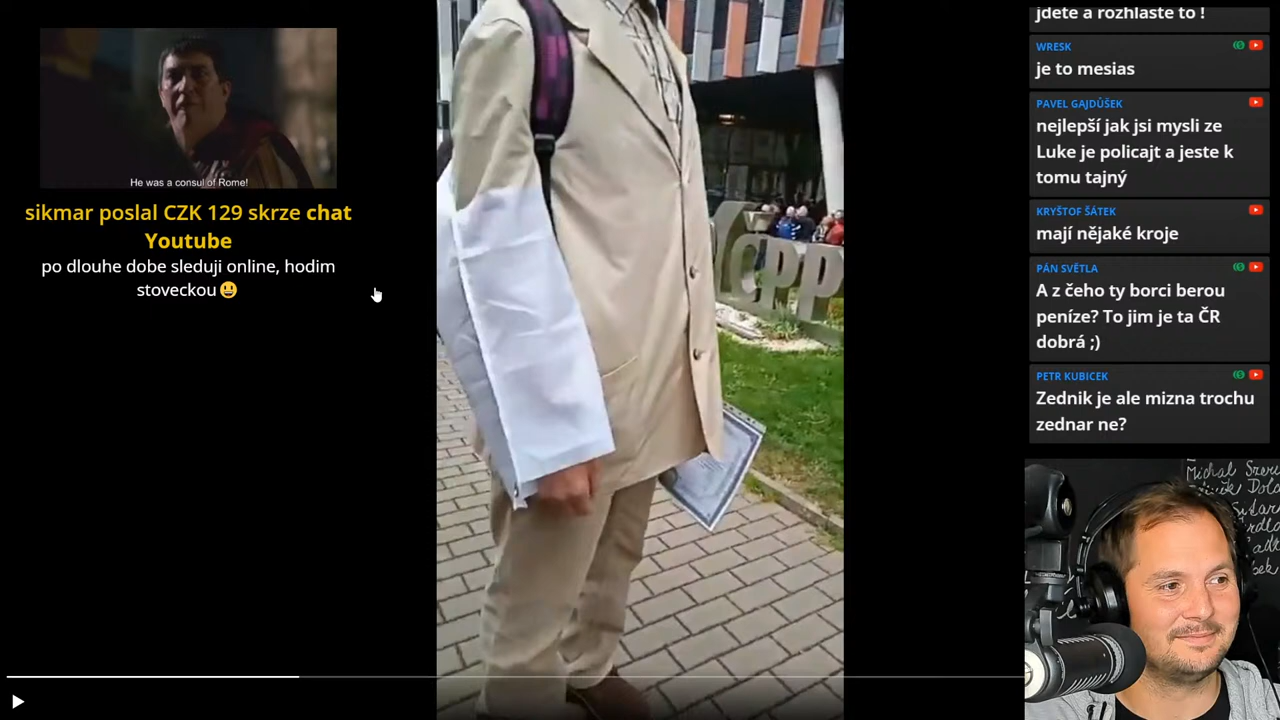 He was a consul of Rome!
sikmar poslal CZK 129 skrze chat
Youtube
po dlouhe dobe sleduji online, hodim
stoveckou😃
CPP
jdete a rozhlaste to !
WRESK
je to mesias
PAVEL GAJDŮŠEK
nejlepší jak jsi mysli ze
Luke je policajt a jeste k
tomu tajný
KRYŠTOF ŠÁTEK
mají nějaké kroje
PÁN SVĚTLA
A z čeho ty borci berou
peníze? To jim je ta ČR
dobrá ;)
PETR KUBICEK
Zednik je ale mizna trochu
zednar ne?
Michal